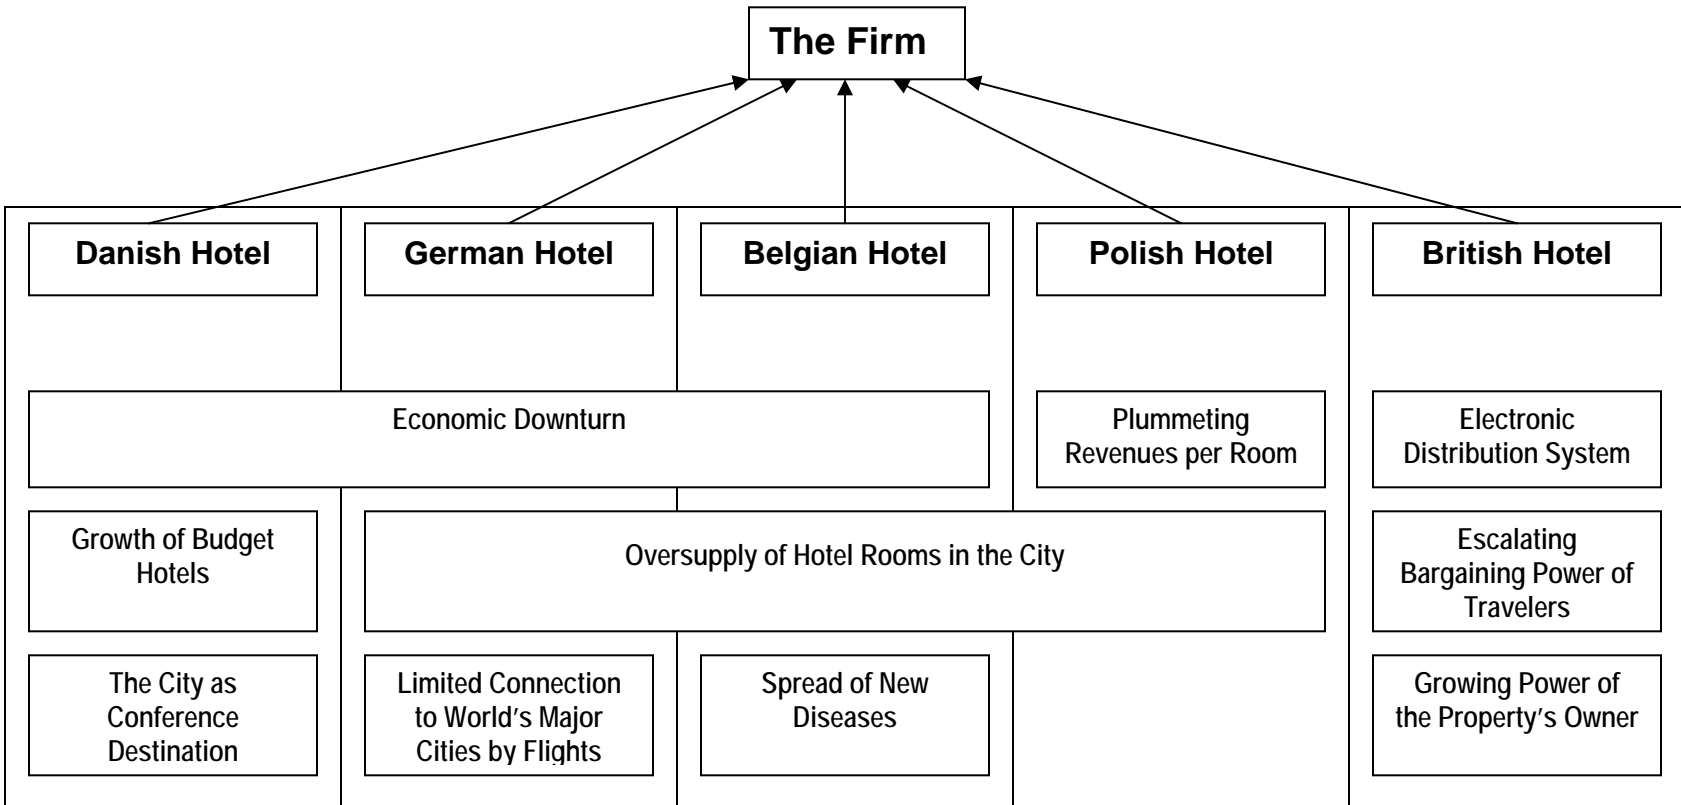 The Firm
Danish Hotel
German Hotel
Belgian Hotel
Polish Hotel
British Hotel
Economic Downturn
Plummeting
Revenues per Room
Electronic
Distribution System
Growth of Budget
Hotels
Oversupply of Hotel Rooms in the City
Escalating
Bargaining Power of
Travelers
The City as
Conference
Destination
Limited Connection
to World's Major
Cities by Flights
Spread of New
Diseases
Growing Power of
the Property's Owner